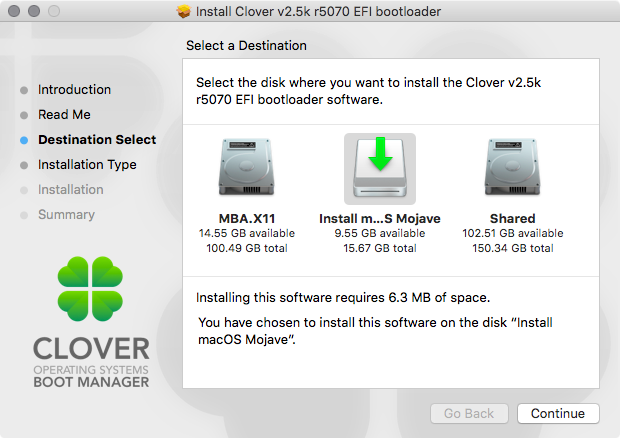 Install Clover v2.5k r5070 EFI bootloader
Select a Destination
Introduction
Read Me
Destination Select
Installation Type
Installation
Summary
Select the disk where you want to install the Clover v2.5k
r5070 EFI bootloader software.
MBA.X11
14.55 GB available
100.49 GB total
Install m...S Mojave
9.55 GB available
15.67 GB total
Shared
102.51 GB available
150.34 GB total
Installing this software requires 6.3 MB of space.
You have chosen to install this software on the disk “Install
macOS Mojave”.
CLOVER
OPERATING SYSTEMS
BOOT MANAGER
Go Back
Continue